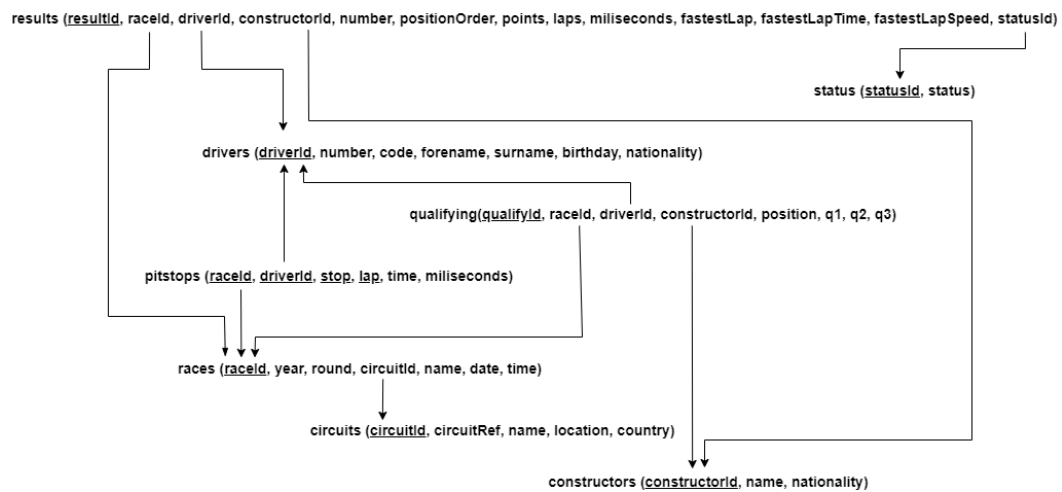 results (resultId, raceId, driverId, constructorId, number, positionOrder, points, laps, miliseconds, fastestLap, fastestLapTime, fastestLapSpeed, statusId)
status (statusId, status)
drivers (driverId, number, code, forename, surname, birthday, nationality)
qualifying(qualifyId, raceId, driverId, constructorId, position, q1, q2, q3)
pitstops (raceId, driverId, stop, lap, time, miliseconds)
races (raceId, year, round, circuitId, name, date, time)
circuits (circuitId, circuitRef, name, location, country)
constructors (constructorId, name, nationality)